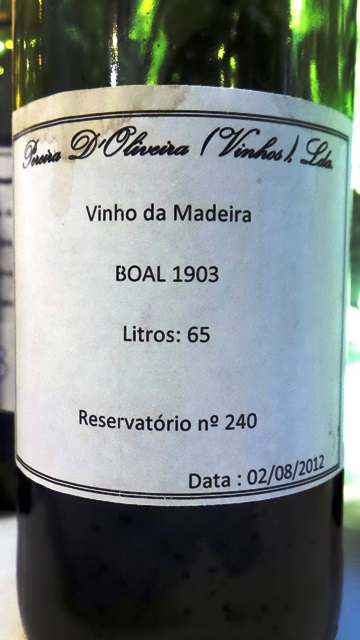 Pereira D'Oliveira (Vinhos), Lda.
Vinho da Madeira
BOAL 1903
Litros: 65
Reservatório nº 240
Data : 02/08/2012